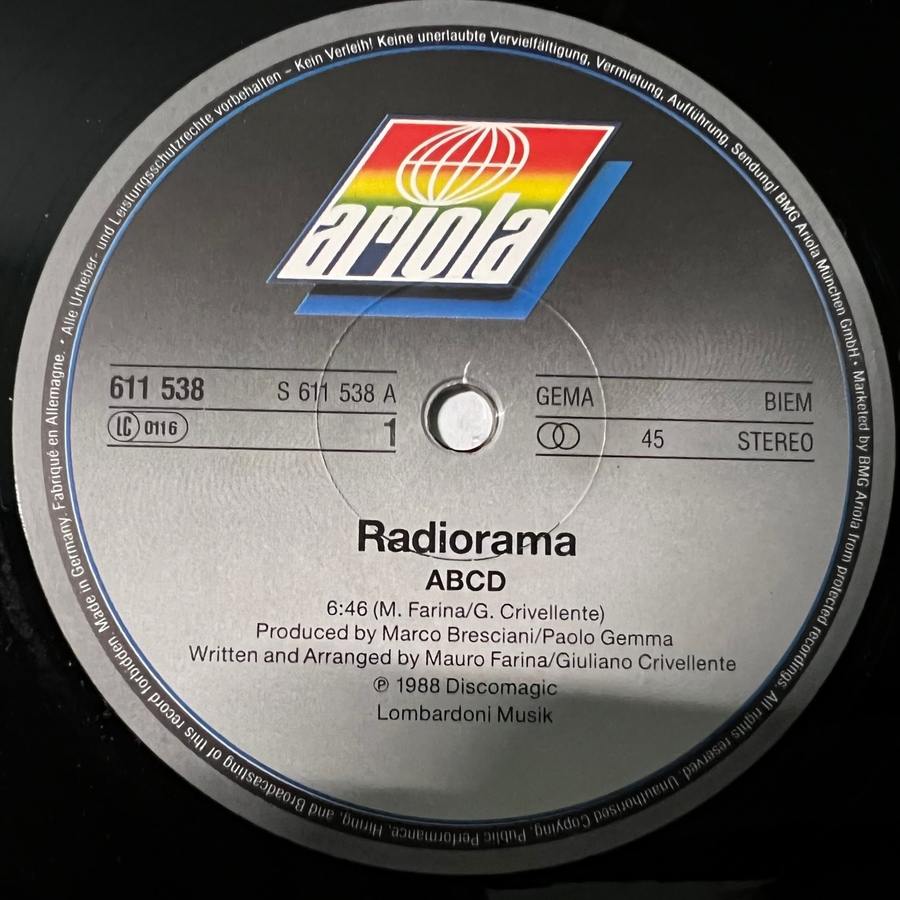 • Alle Urheber- und Leistungsschutzrechte vorbehalten – Kein Verleih! Keine unerlaubte Vervielfältigung, Vermietung, Aufführung, Sendung! BMG Ariola München GmbH • Marketed by BMG Ariola from protected recordings. All rights reserved. Unauthorised Copying, Public Performance, Hiring, and Broadcasting of this record forbidden. Made in Germany. Fabriqué en Allemagne.
ariola
611 538 S 611 538 A
LC 0116 1
GEMA BIEM
45 STEREO
Radiorama
ABCD
6:46 (M. Farina/G. Crivellente)
Produced by Marco Bresciani/Paolo Gemma
Written and Arranged by Mauro Farina/Giuliano Crivellente
℗ 1988 Discomagic
Lombardoni Musik